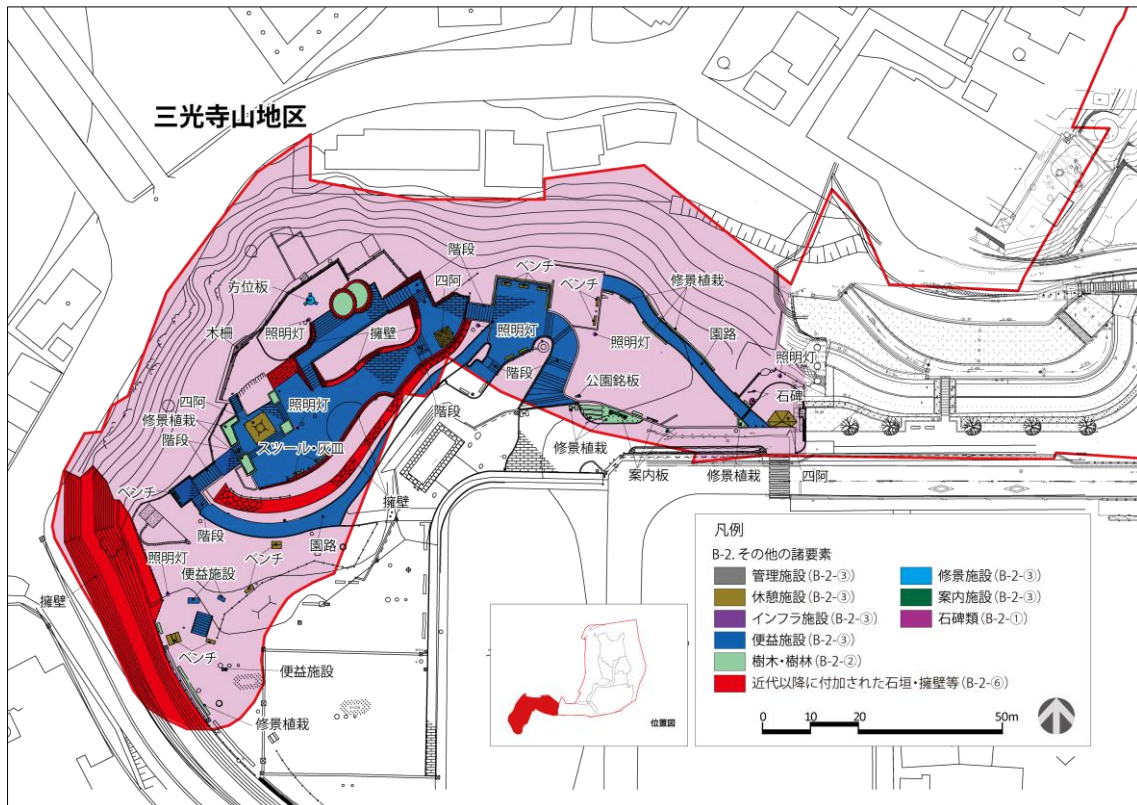 三光寺山地区
階段
四阿
ベンチ
ベンチ
修景植栽
方位板
照明灯
園路
木柵
照明灯
擁壁
照明灯
照明灯
階段
公園銘板
石碑
四阿
照明灯
階段
修景植栽
階段
スツール・灰皿
修景植栽
案内板
修景植栽
四阿
ベンチ
擁壁
階段
園路
照明灯
ベンチ
便益施設
擁壁
ベンチ
便益施設
修景植栽
凡例
B-2. その他の諸要素
管理施設(B-2-③)
修景施設(B-2-③)
休憩施設(B-2-③)
案内施設(B-2-③)
インフラ施設(B-2-③)
石碑類(B-2-①)
便益施設(B-2-③)
樹木・樹林(B-2-②)
近代以降に付加された石垣・擁壁等(B-2-⑥)
0 10 20 50m
位置図